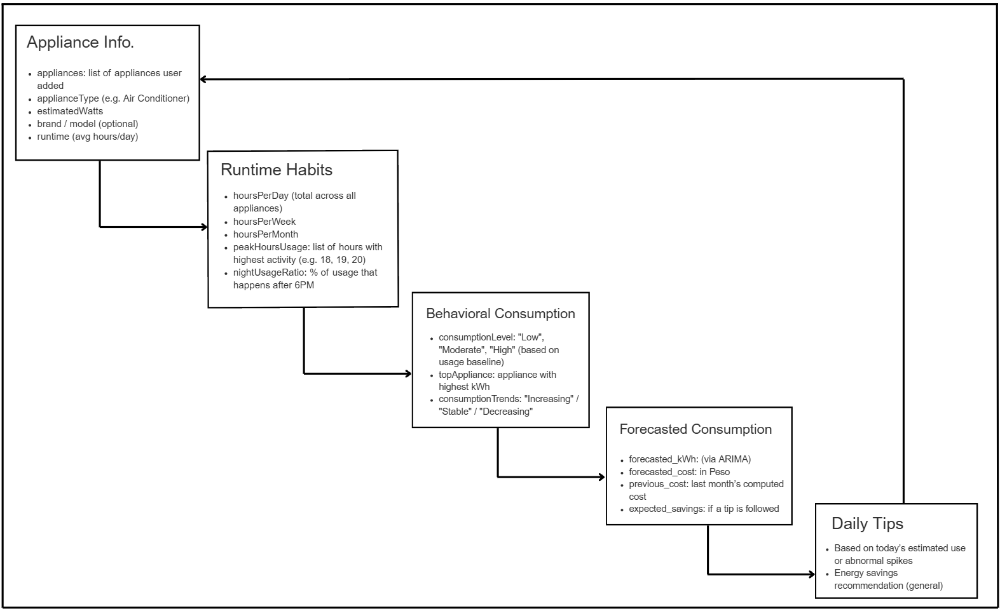 Appliance Info.
• appliances: list of appliances user
added
• applianceType (e.g. Air Conditioner)
• estimatedWatts
• brand / model (optional)
• runtime (avg hours/day)
Runtime Habits
• hoursPerDay (total across all
appliances)
• hoursPerWeek
• hoursPerMonth
• peakHoursUsage: list of hours with
highest activity (e.g. 18, 19, 20)
• nightUsageRatio: % of usage that
happens after 6PM
Behavioral Consumption
• consumptionLevel: "Low",
"Moderate", "High" (based on
usage baseline)
• topAppliance: appliance with
highest kWh
• consumptionTrends: "Increasing" /
"Stable" / "Decreasing"
Forecasted Consumption
• forecasted_kWh: (via ARIMA)
• forecasted_cost: in Peso
• previous_cost: last month's computed
cost
• expected_savings: if a tip is followed
Daily Tips
• Based on today's estimated use
or abnormal spikes
• Energy savings
recommendation (general)